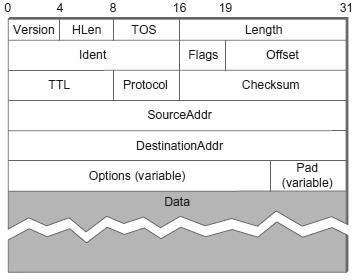 0 4 8 16 19 31
Version HLen TOS Length
Ident Flags Offset
TTL Protocol Checksum
SourceAddr
DestinationAddr
Options (variable) Pad
(variable)
Data